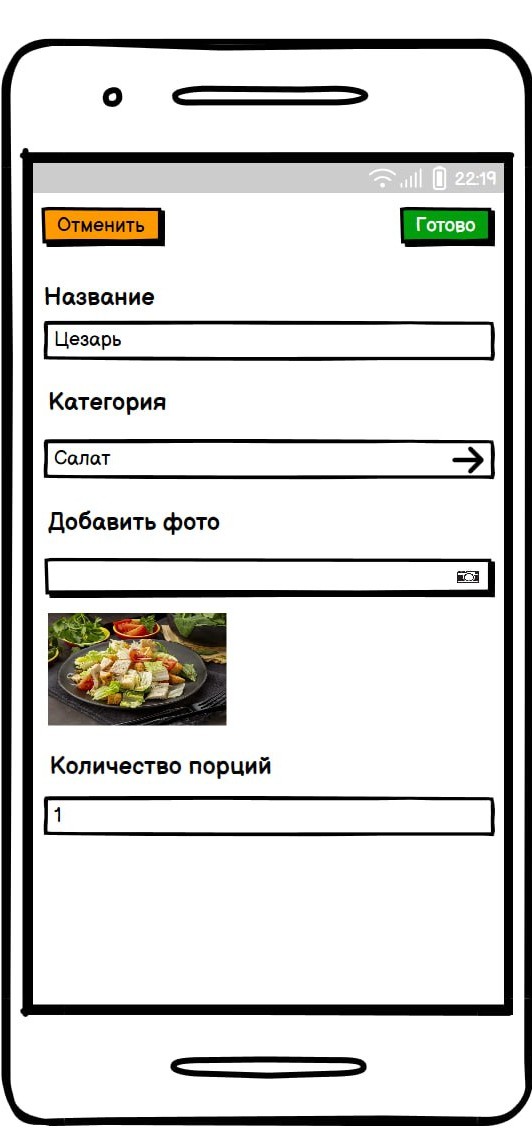 22:19
Отменить
Готово
Название
Цезарь
Категория
Салат
Добавить фото
Количество порций
1